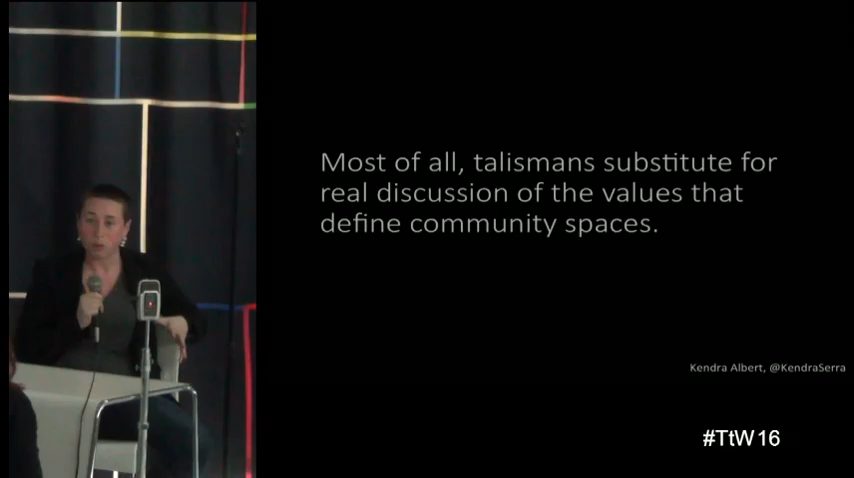 Most of all, talismans substitute for
real discussion of the values that
define community spaces.
Kendra Albert, @KendraSerra
#TtW16